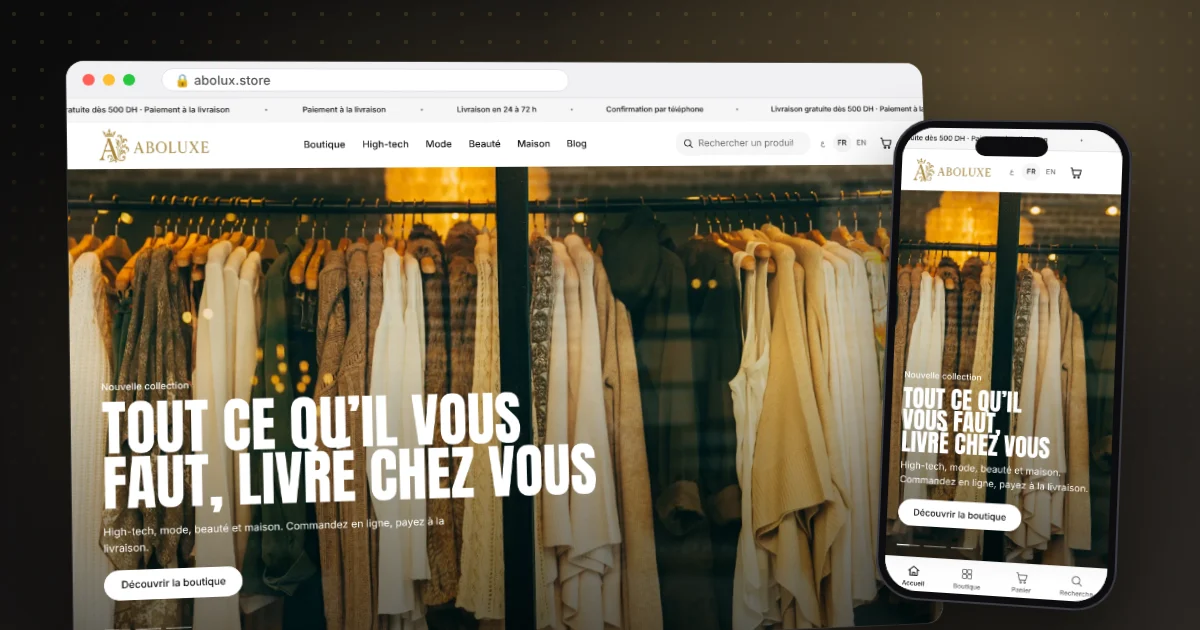 abolux.store
ratuite dès 500 DH · Paiement à la livraison
Paiement à la livraison
Livraison en 24 à 72 h
Confirmation par téléphone
Livraison gratuite dès 500 DH · Paiement à la
ABOLUXE
Boutique High-tech Mode Beauté Maison Blog
Rechercher un produit
ع FR EN
Nouvelle collection
TOUT CE QU'IL VOUS
FAUT, LIVRÉ CHEZ VOUS
High-tech, mode, beauté et maison. Commandez en ligne, payez à la
livraison.
Découvrir la boutique
uite dès 500 DH · Pa
ABOLUXE
ع FR EN
Nouvelle collection
TOUT CE QU'IL
VOUS FAUT,
LIVRÉ CHEZ VOUS
High-tech, mode, beauté et maison.
Commandez en ligne, payez à la livraison.
Découvrir la boutique
Accueil Boutique Panier Recherche